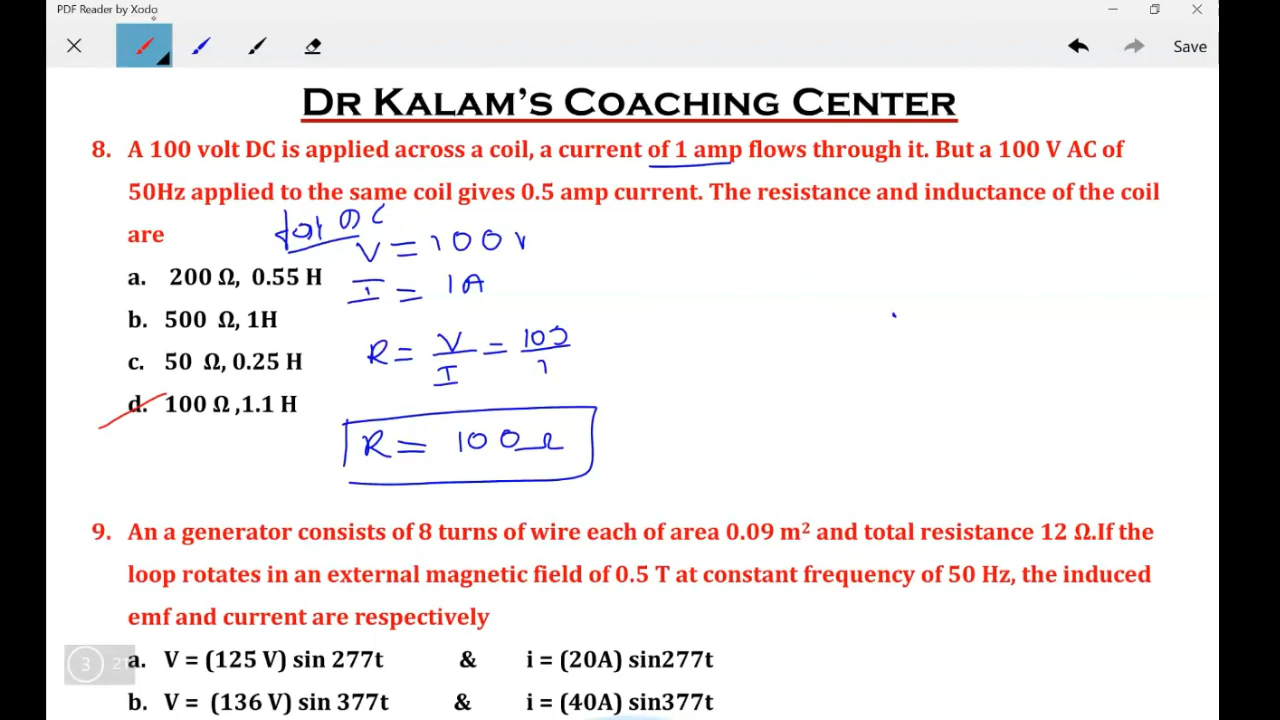 PDF Reader by Xodo
Save
DR KALAM'S COACHING CENTER
8. A 100 volt DC is applied across a coil, a current of 1 amp flows through it. But a 100 V AC of
50Hz applied to the same coil gives 0.5 amp current. The resistance and inductance of the coil
are
for DC
V = 100 V
a. 200 Ω, 0.55 H
I = 1A
b. 500 Ω, 1H
R = V/I = 100/1
c. 50 Ω, 0.25 H
d. 100 Ω ,1.1 H
R = 100Ω
9. An a generator consists of 8 turns of wire each of area 0.09 m² and total resistance 12 Ω.If the
loop rotates in an external magnetic field of 0.5 T at constant frequency of 50 Hz, the induced
emf and current are respectively
3
a. V = (125 V) sin 277t & i = (20A) sin277t
b. V = (136 V) sin 377t & i = (40A) sin377t